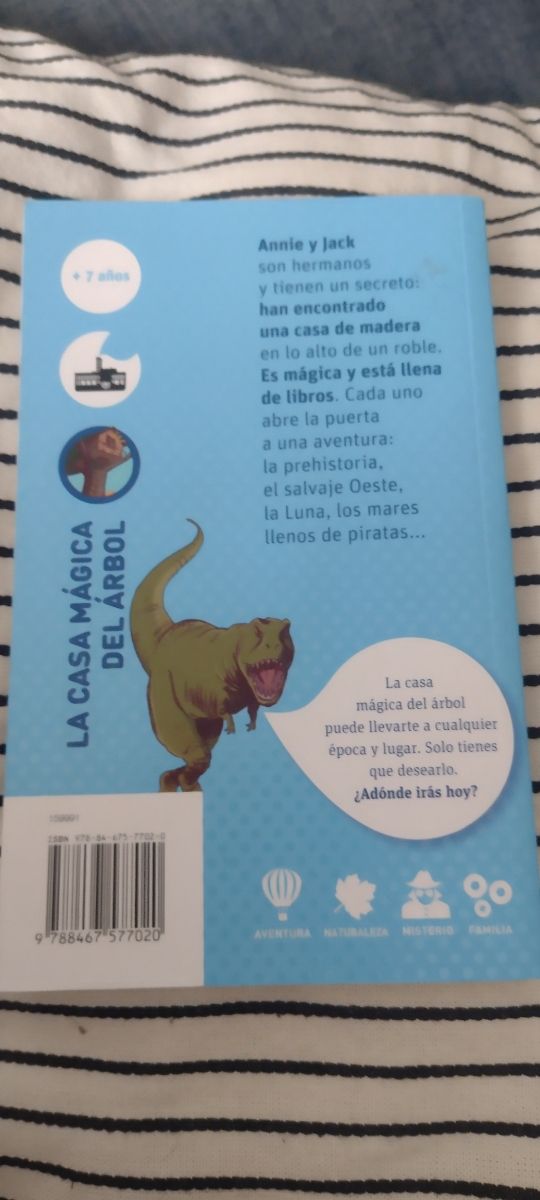 + 7 años
Annie y Jack
son hermanos
y tienen un secreto:
han encontrado
una casa de madera
en lo alto de un roble.
Es mágica y está llena
de libros. Cada uno
abre la puerta
a una aventura:
la prehistoria,
el salvaje Oeste,
la Luna, los mares
llenos de piratas...
LA CASA MÁGICA
DEL ÁRBOL
La casa
mágica del árbol
puede llevarte a cualquier
época y lugar. Solo tienes
que desearlo.
¿Adónde irás hoy?
159991
ISBN 978-84-675-7702-0
9 788467 577020
AVENTURA
NATURALEZA
MISTERIO
FAMILIA